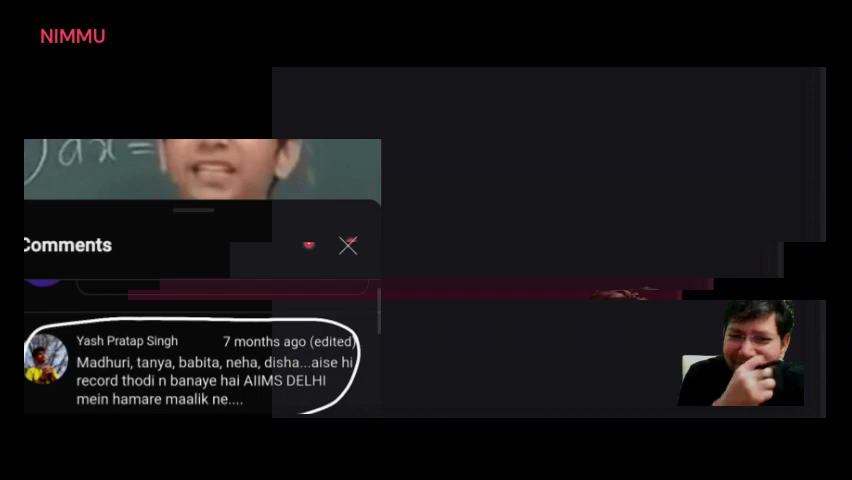 NIMMU
) dx =
Comments
Yash Pratap Singh 7 months ago (edited)
Madhuri, tanya, babita, neha, disha...aise hi
record thodi n banaye hai AIIMS DELHI
mein hamare maalik ne....